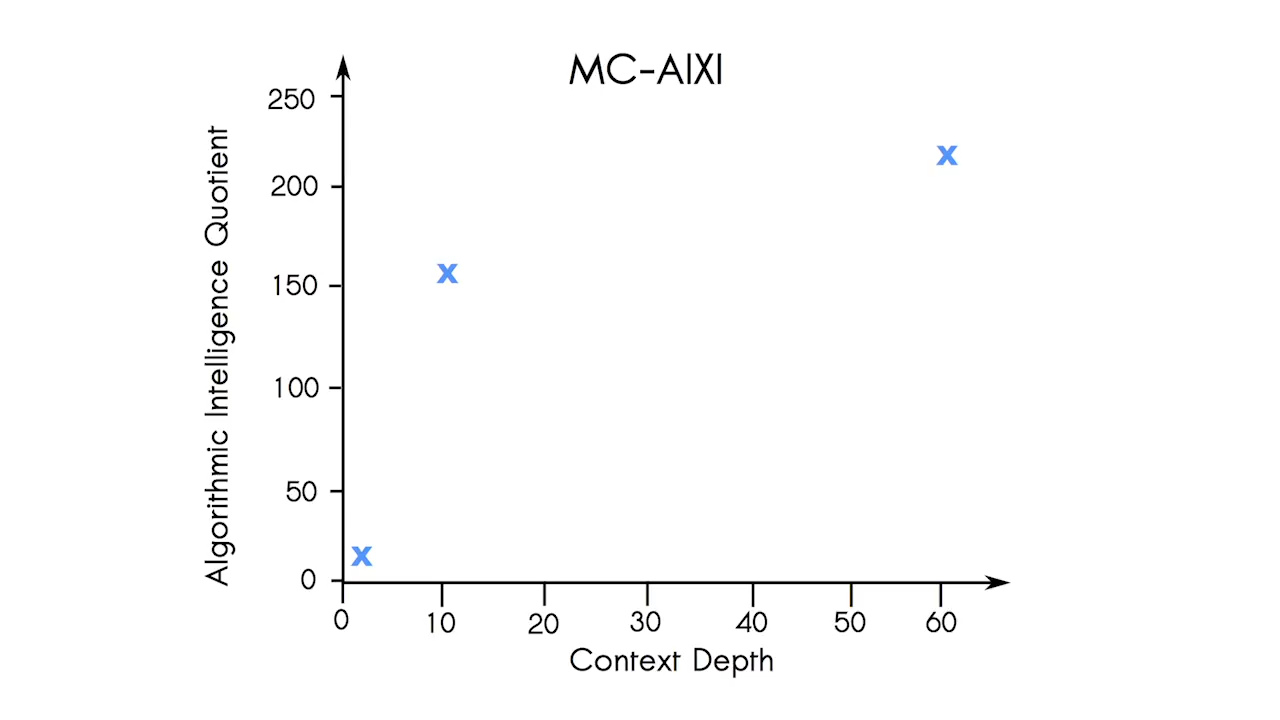 MC-AIXI
Algorithmic Intelligence Quotient
250
200
150
100
50
0
x
x
x
0 10 20 30 40 50 60
Context Depth